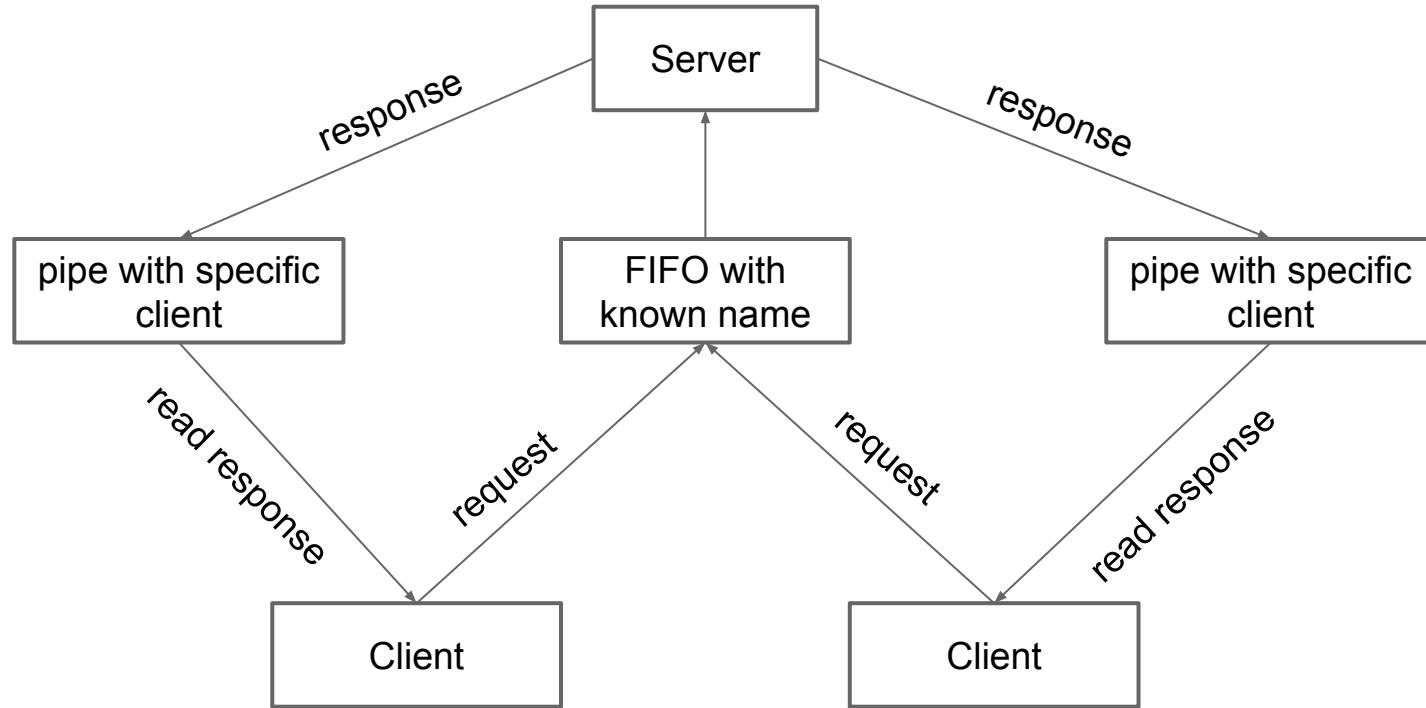 Server
response
response
pipe with specific
client
FIFO with
known name
pipe with specific
client
read response
request
request
read response
Client
Client